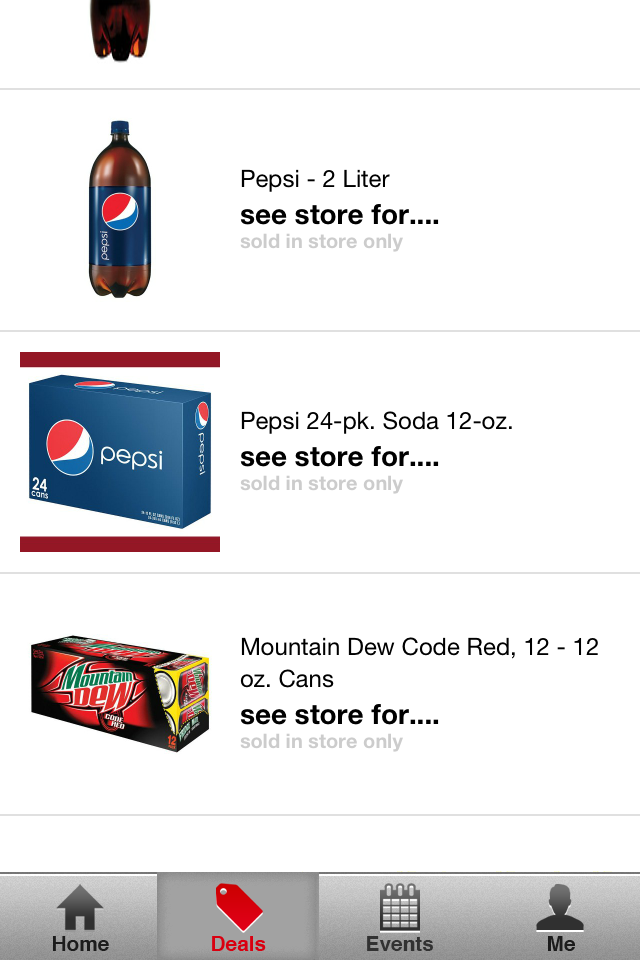 Pepsi - 2 Liter
see store for....
sold in store only
pepsi
pepsi
pepsi
pepsi
24
cans
Pepsi 24-pk. Soda 12-oz.
see store for....
sold in store only
Mountain Dew Code Red, 12 - 12
oz. Cans
see store for....
sold in store only
Mountain
DEW
CODE
RED
12
Home
Deals
Events
Me